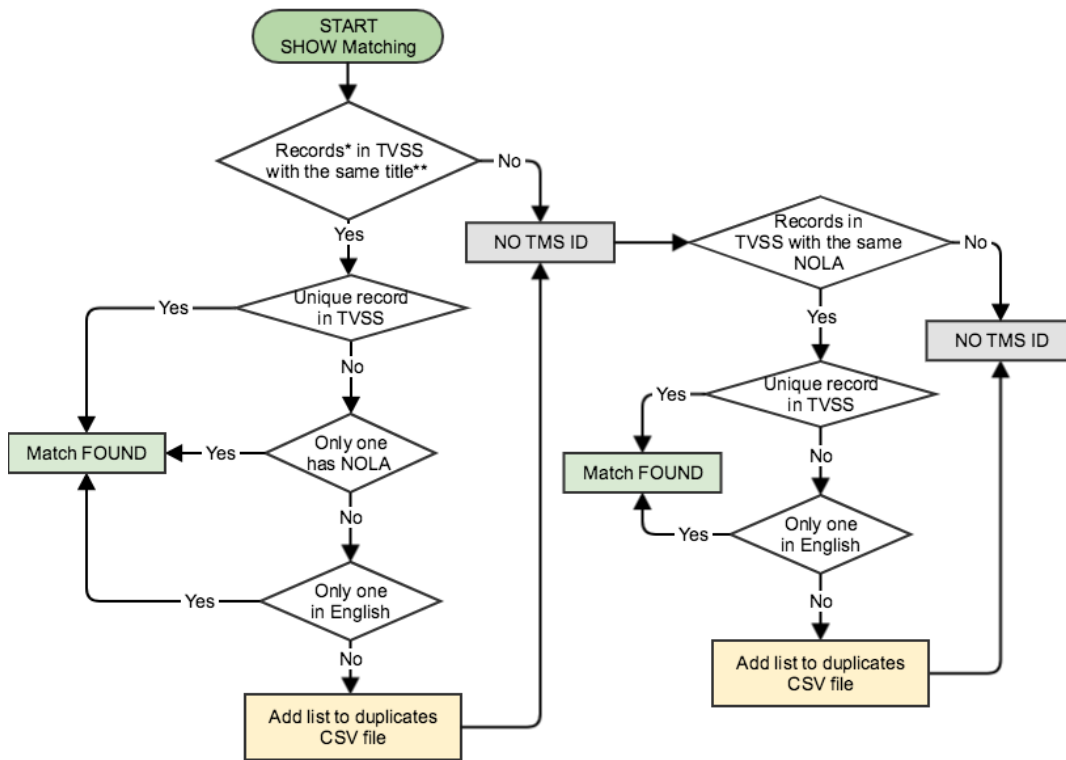 START
SHOW Matching
Records* in TVSS
with the same title**
No
Yes
NO TMS ID
Records in
TVSS with the same
NOLA
No
Yes
NO TMS ID
Unique record
in TVSS
Yes
No
Match FOUND
Only one
has NOLA
Yes
No
Only one
in English
Yes
No
Add list to duplicates
CSV file
Unique record
in TVSS
Yes
No
Match FOUND
Only one
in English
Yes
No
Add list to duplicates
CSV file